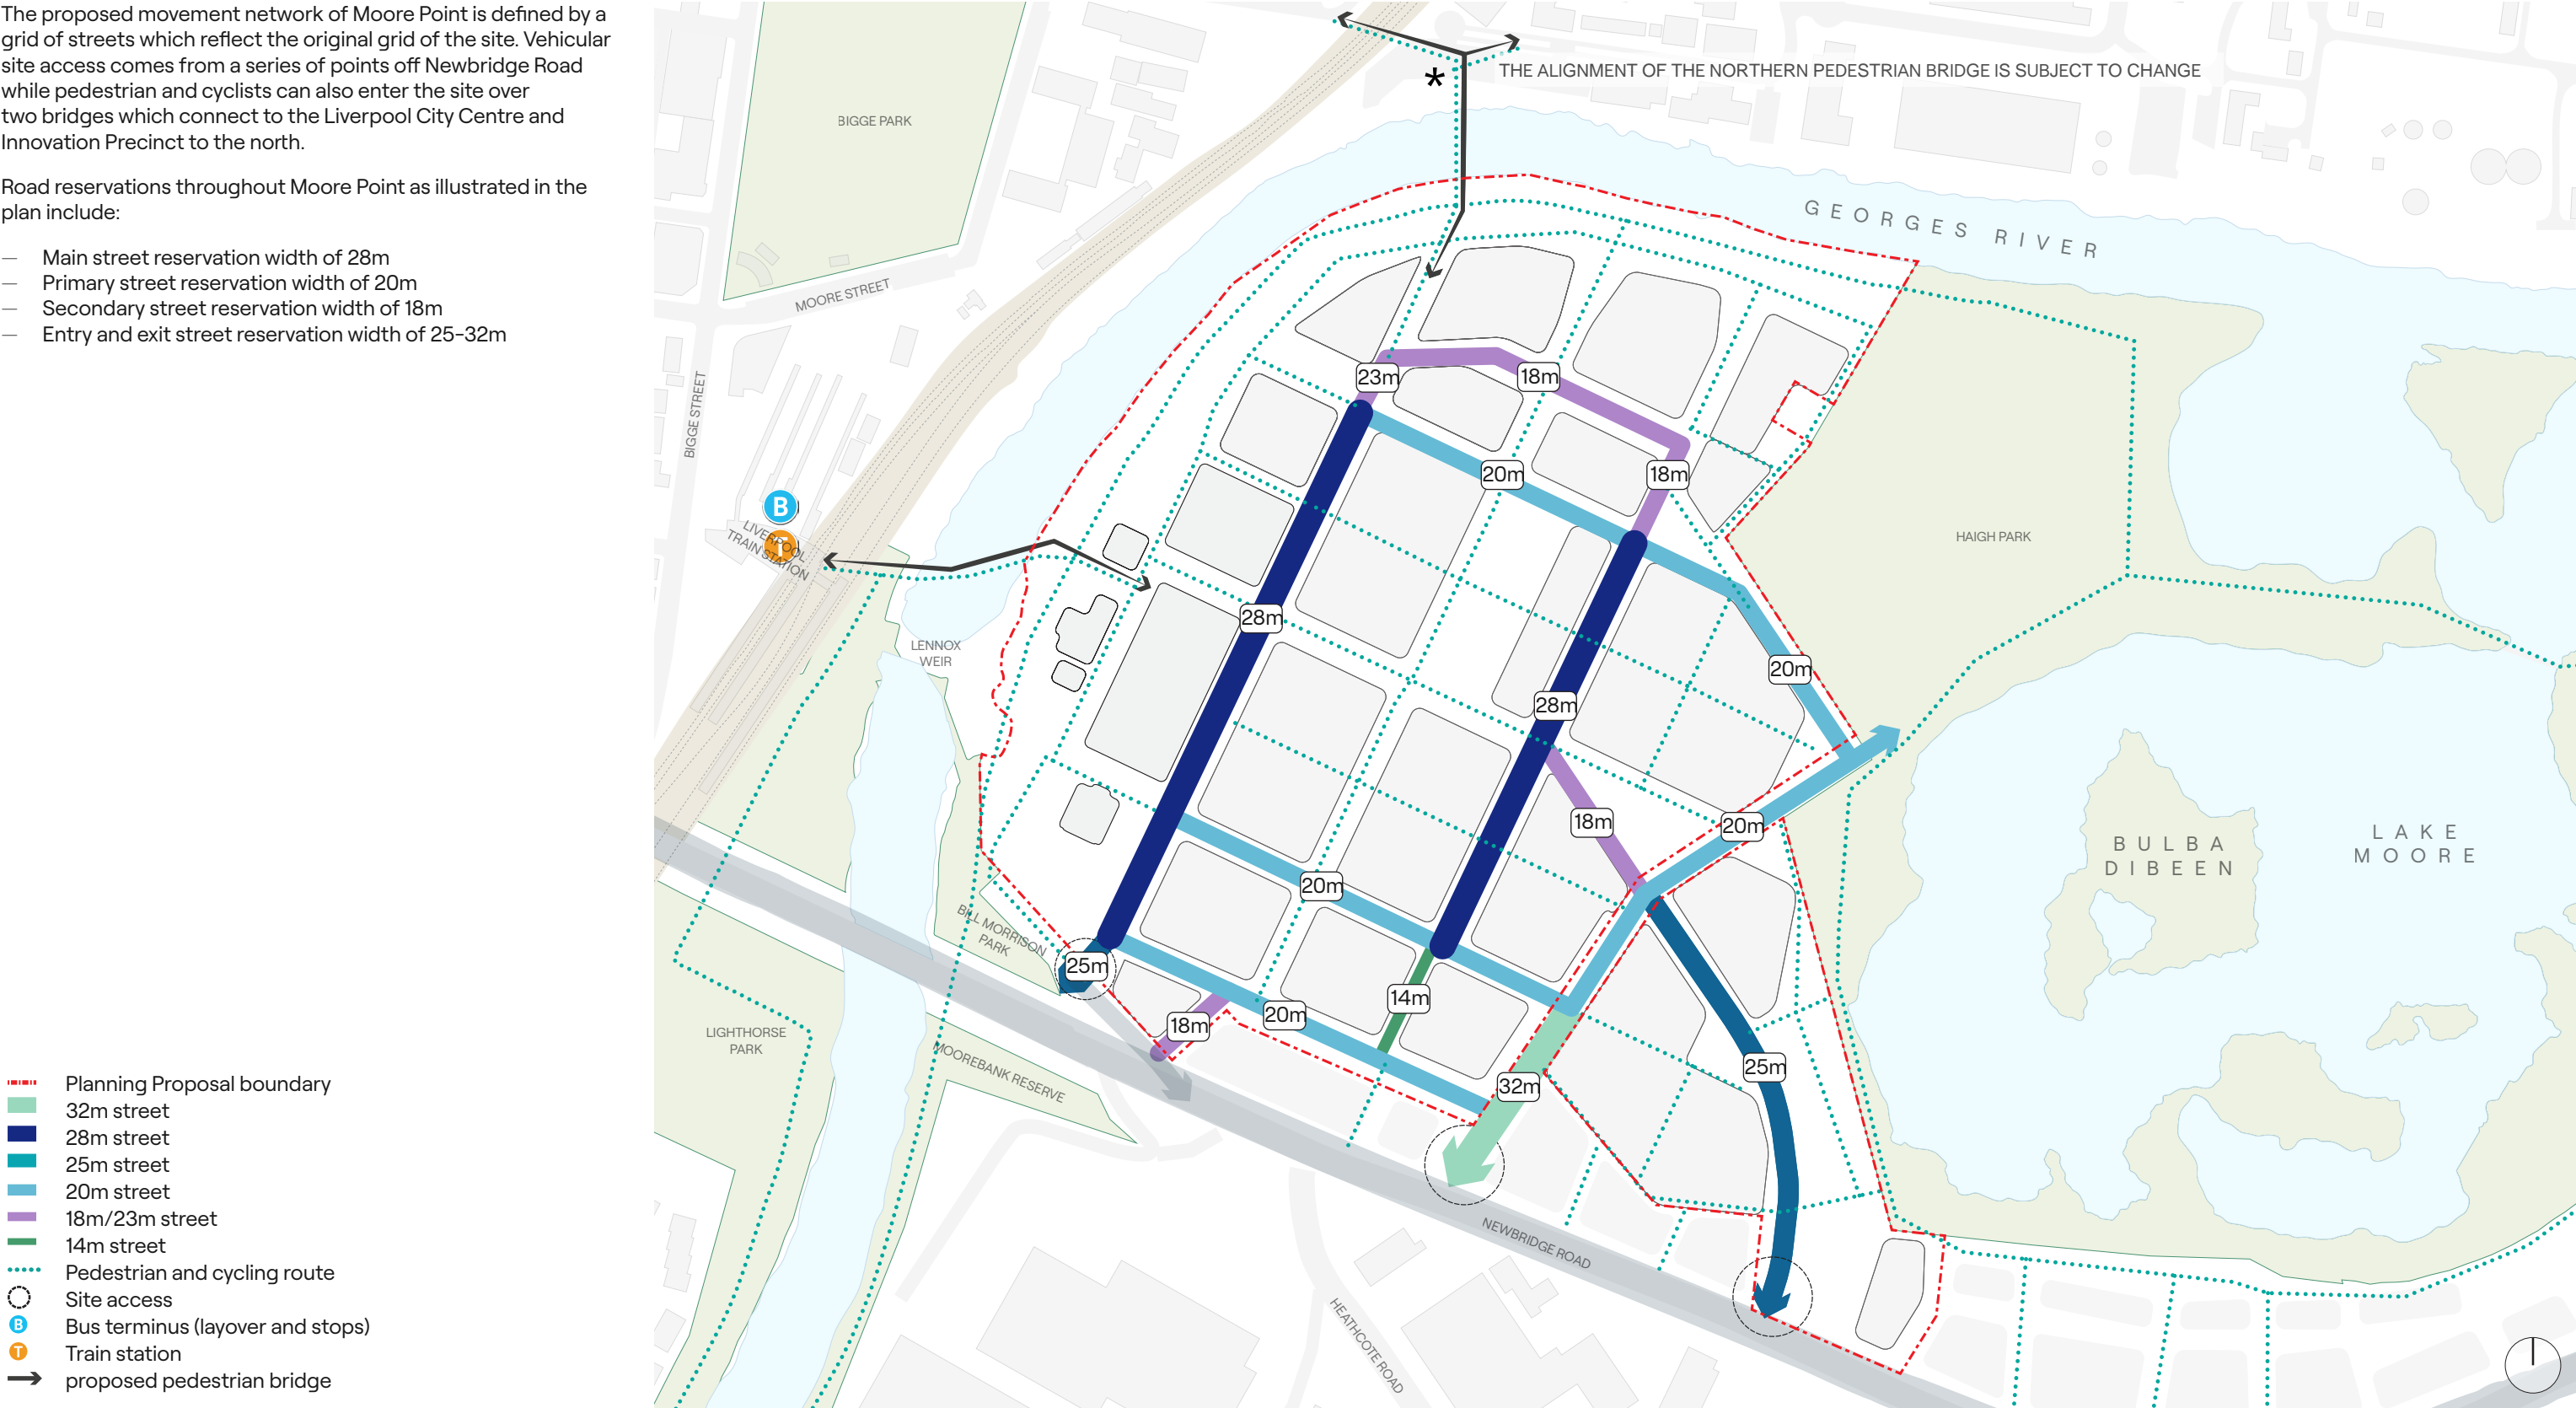 The proposed movement network of Moore Point is defined by a
grid of streets which reflect the original grid of the site. Vehicular
site access comes from a series of points off Newbridge Road
while pedestrian and cyclists can also enter the site over
two bridges which connect to the Liverpool City Centre and
Innovation Precinct to the north.
Road reservations throughout Moore Point as illustrated in the
plan include:
— Main street reservation width of 28m
— Primary street reservation width of 20m
— Secondary street reservation width of 18m
— Entry and exit street reservation width of 25-32m
Planning Proposal boundary
32m street
28m street
25m street
20m street
18m/23m street
14m street
Pedestrian and cycling route
Site access
B Bus terminus (layover and stops)
T Train station
proposed pedestrian bridge
* THE ALIGNMENT OF THE NORTHERN PEDESTRIAN BRIDGE IS SUBJECT TO CHANGE
BIGGE PARK
GEORGES RIVER
MOORE STREET
BIGGE STREET
23m
18m
20m
18m
B
T
LIVERPOOL
TRAIN STATION
HAIGH PARK
28m
LENNOX
WEIR
20m
28m
18m
20m
BULBA
DIBEEN
LAKE
MOORE
20m
BILL MORRISON
PARK
25m
14m
20m
18m
LIGHTHORSE
PARK
MOOREBANK RESERVE
25m
32m
NEWBRIDGE ROAD
HEATHCOTE ROAD